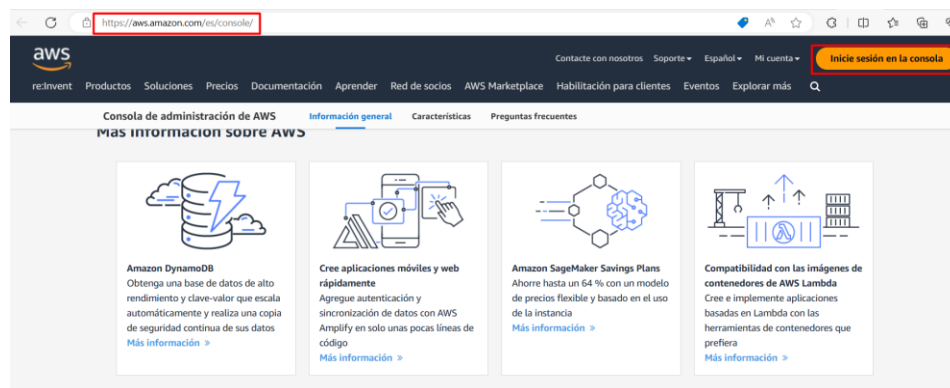 https://aws.amazon.com/es/console/
aws
Contacte con nosotros Soporte Español Mi cuenta Inicie sesión en la consola
re:Invent Productos Soluciones Precios Documentación Aprender Red de socios AWS Marketplace Habilitación para clientes Eventos Explorar más
Consola de administración de AWS Información general Características Preguntas frecuentes
Más información sobre AWS
Amazon DynamoDB
Obtenga una base de datos de alto
rendimiento y clave-valor que escala
automáticamente y realiza una copia
de seguridad continua de sus datos
Más información »
Cree aplicaciones móviles y web
rápidamente
Agregue autenticación y
sincronización de datos con AWS
Amplify en solo unas pocas líneas de
código
Más información »
Amazon SageMaker Savings Plans
Ahorre hasta un 64 % con un modelo
de precios flexible y basado en el uso
de la instancia
Más información »
Compatibilidad con las imágenes de
contenedores de AWS Lambda
Cree e implemente aplicaciones
basadas en Lambda con las
herramientas de contenedores que
prefiera
Más información »